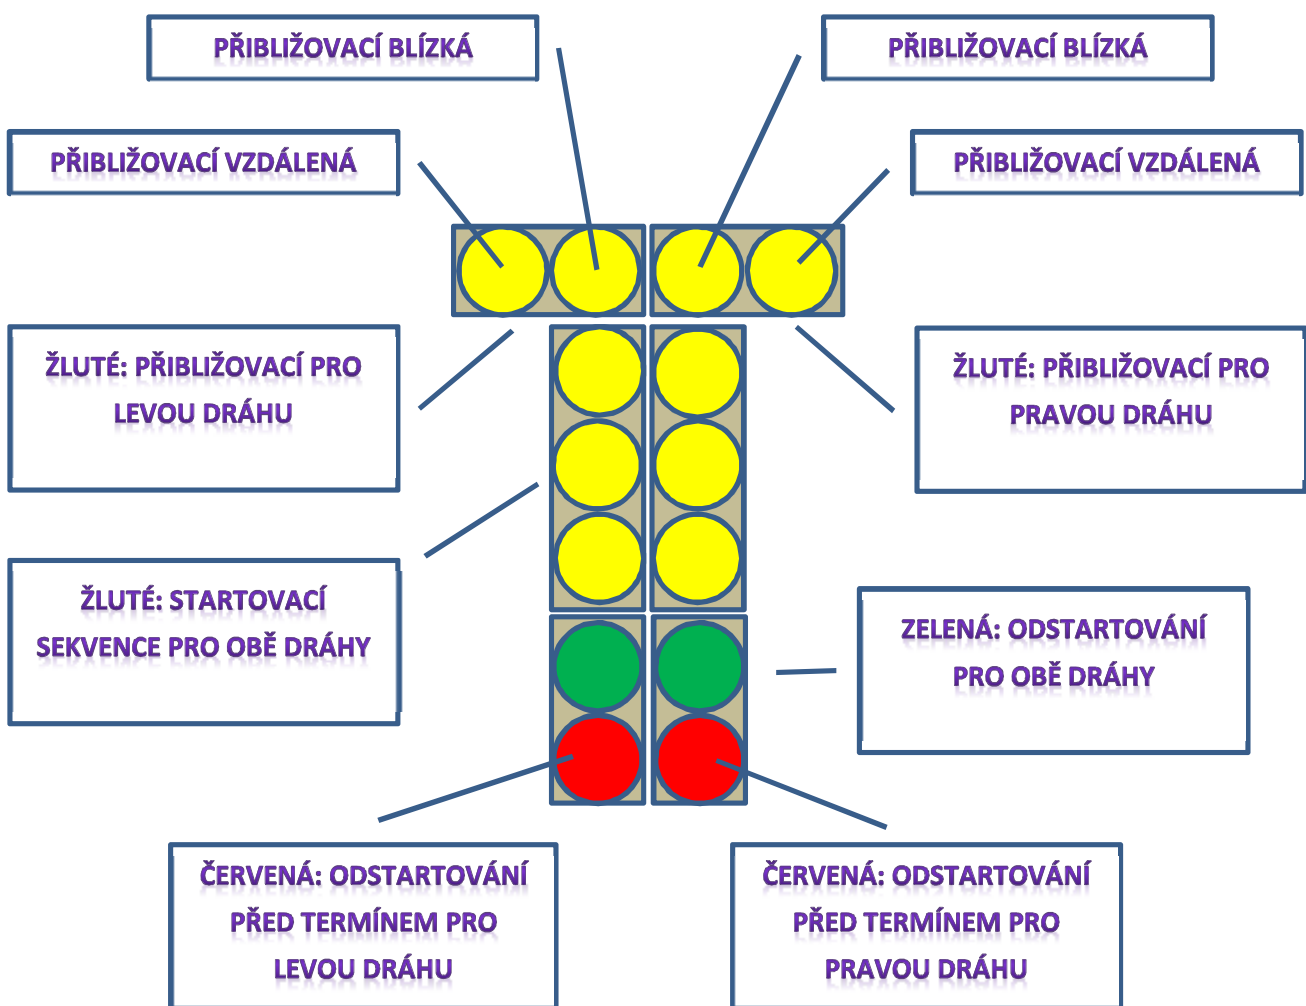 PŘIBLIŽOVACÍ BLÍZKÁ
PŘIBLIŽOVACÍ BLÍZKÁ
PŘIBLIŽOVACÍ VZDÁLENÁ
PŘIBLIŽOVACÍ VZDÁLENÁ
ŽLUTÉ: PŘIBLIŽOVACÍ PRO
LEVOU DRÁHU
ŽLUTÉ: PŘIBLIŽOVACÍ PRO
PRAVOU DRÁHU
ŽLUTÉ: STARTOVACÍ
SEKVENCE PRO OBĚ DRÁHY
ZELENÁ: ODSTARTOVÁNÍ
PRO OBĚ DRÁHY
ČERVENÁ: ODSTARTOVÁNÍ
PŘED TERMÍNEM PRO
LEVOU DRÁHU
ČERVENÁ: ODSTARTOVÁNÍ
PŘED TERMÍNEM PRO
PRAVOU DRÁHU